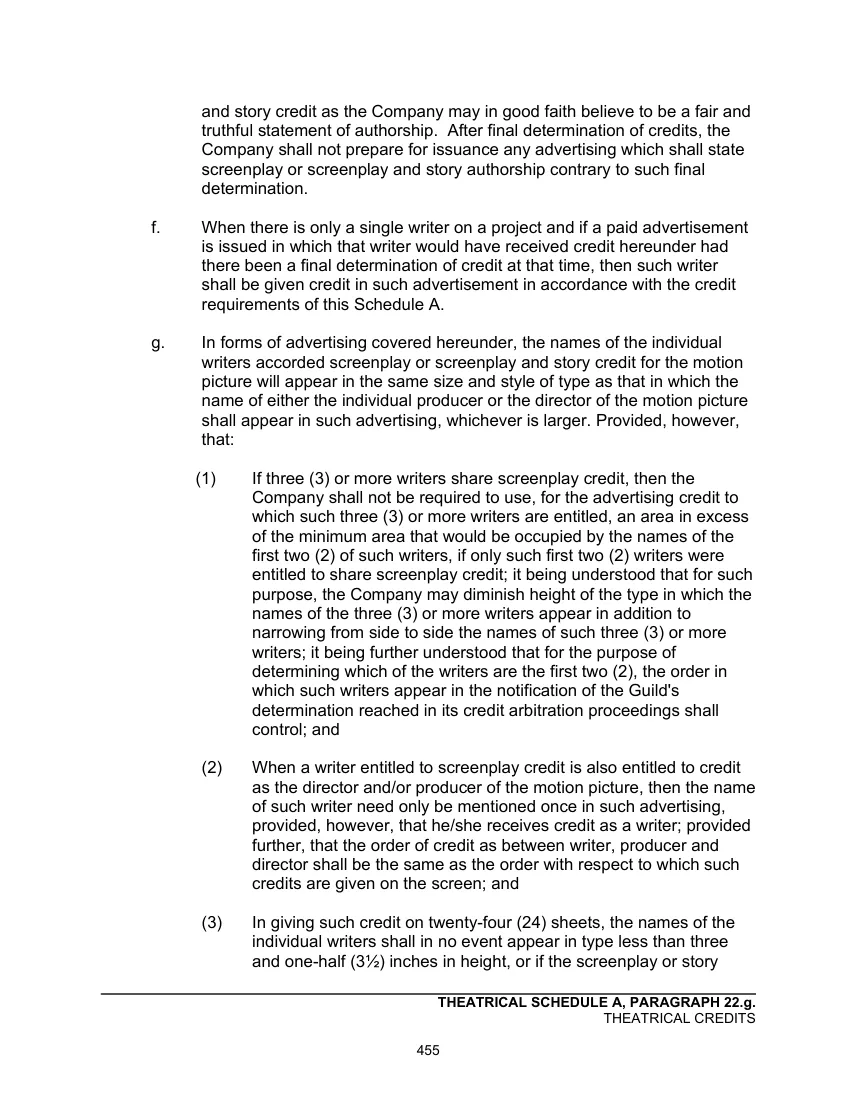 and story credit as the Company may in good faith believe to be a fair and
truthful statement of authorship.  After final determination of credits, the
Company shall not prepare for issuance any advertising which shall state
screenplay or screenplay and story authorship contrary to such final
determination.
f. When there is only a single writer on a project and if a paid advertisement
is issued in which that writer would have received credit hereunder had
there been a final determination of credit at that time, then such writer
shall be given credit in such advertisement in accordance with the credit
requirements of this Schedule A.
g. In forms of advertising covered hereunder, the names of the individual
writers accorded screenplay or screenplay and story credit for the motion
picture will appear in the same size and style of type as that in which the
name of either the individual producer or the director of the motion picture
shall appear in such advertising, whichever is larger. Provided, however,
that:
(1) If three (3) or more writers share screenplay credit, then the
Company shall not be required to use, for the advertising credit to
which such three (3) or more writers are entitled, an area in excess
of the minimum area that would be occupied by the names of the
first two (2) of such writers, if only such first two (2) writers were
entitled to share screenplay credit; it being understood that for such
purpose, the Company may diminish height of the type in which the
names of the three (3) or more writers appear in addition to
narrowing from side to side the names of such three (3) or more
writers; it being further understood that for the purpose of
determining which of the writers are the first two (2), the order in
which such writers appear in the notification of the Guild's
determination reached in its credit arbitration proceedings shall
control; and
(2) When a writer entitled to screenplay credit is also entitled to credit
as the director and/or producer of the motion picture, then the name
of such writer need only be mentioned once in such advertising,
provided, however, that he/she receives credit as a writer; provided
further, that the order of credit as between writer, producer and
director shall be the same as the order with respect to which such
credits are given on the screen; and
(3) In giving such credit on twenty-four (24) sheets, the names of the
individual writers shall in no event appear in type less than three
and one-half (3½) inches in height, or if the screenplay or story
THEATRICAL SCHEDULE A, PARAGRAPH 22.g.
THEATRICAL CREDITS
455